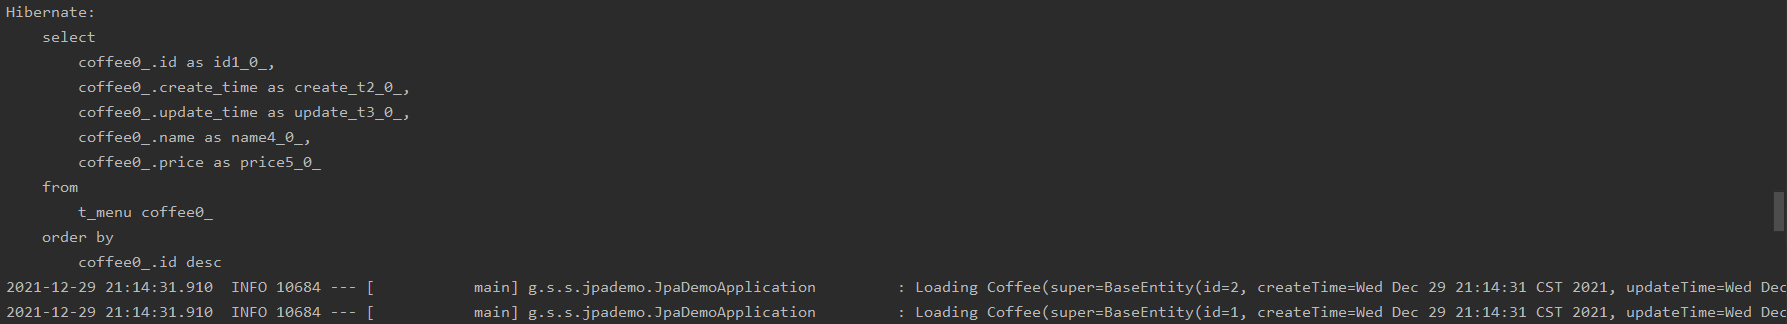 Hibernate:
    select
        coffee0_.id as id1_0_,
        coffee0_.create_time as create_t2_0_,
        coffee0_.update_time as update_t3_0_,
        coffee0_.name as name4_0_,
        coffee0_.price as price5_0_
    from
        t_menu coffee0_
    order by
        coffee0_.id desc
2021-12-29 21:14:31.910  INFO 10684 --- [           main] g.s.s.jpademo.JpaDemoApplication         : Loading Coffee(super=BaseEntity(id=2, createTime=Wed Dec 29 21:14:31 CST 2021, updateTime=Wed Dec
2021-12-29 21:14:31.910  INFO 10684 --- [           main] g.s.s.jpademo.JpaDemoApplication         : Loading Coffee(super=BaseEntity(id=1, createTime=Wed Dec 29 21:14:31 CST 2021, updateTime=Wed Dec